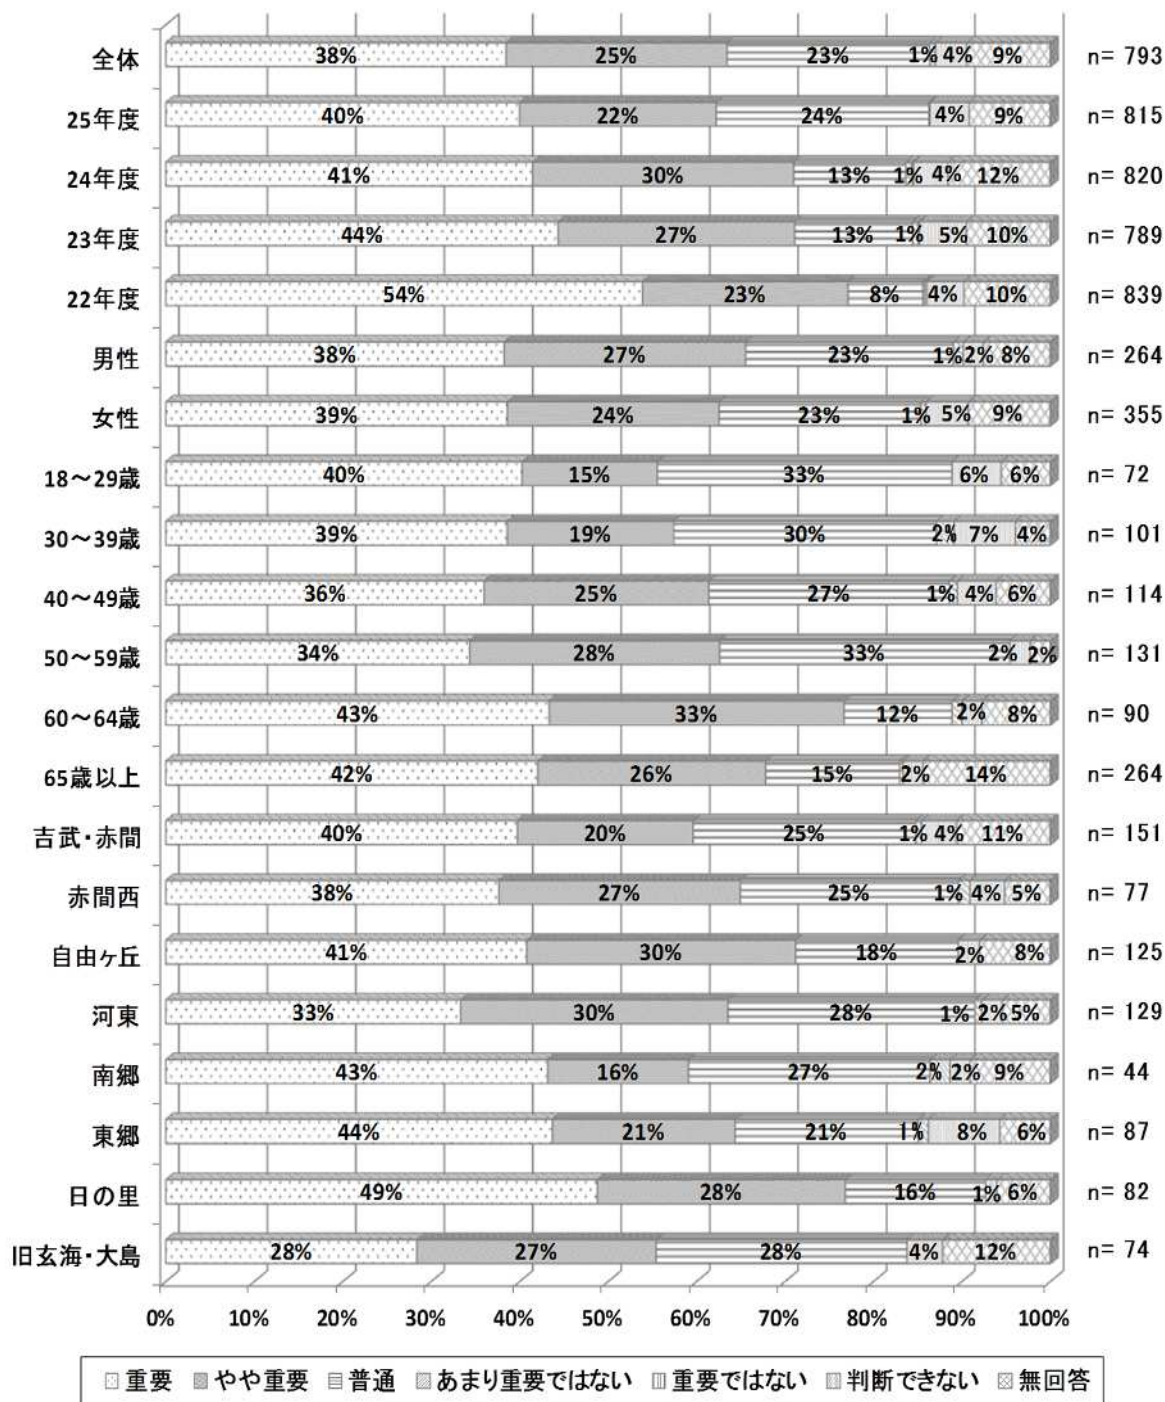 全体 38% 25% 23% 1% 4% 9% n= 793
25年度 40% 22% 24% 4% 9% n= 815
24年度 41% 30% 13% 1% 4% 12% n= 820
23年度 44% 27% 13% 1% 5% 10% n= 789
22年度 54% 23% 8% 4% 10% n= 839
男性 38% 27% 23% 1% 2% 8% n= 264
女性 39% 24% 23% 1% 5% 9% n= 355
18～29歳 40% 15% 33% 6% 6% n= 72
30～39歳 39% 19% 30% 2% 7% 4% n= 101
40～49歳 36% 25% 27% 1% 4% 6% n= 114
50～59歳 34% 28% 33% 2% 2% n= 131
60～64歳 43% 33% 12% 2% 8% n= 90
65歳以上 42% 26% 15% 2% 14% n= 264
吉武・赤間 40% 20% 25% 1% 4% 11% n= 151
赤間西 38% 27% 25% 1% 4% 5% n= 77
自由ヶ丘 41% 30% 18% 2% 8% n= 125
河東 33% 30% 28% 1% 2% 5% n= 129
南郷 43% 16% 27% 2% 2% 9% n= 44
東郷 44% 21% 21% 1% 8% 6% n= 87
日の里 49% 28% 16% 1% 6% n= 82
旧玄海・大島 28% 27% 28% 4% 12% n= 74
0% 10% 20% 30% 40% 50% 60% 70% 80% 90% 100%
重要 やや重要 普通 あまり重要ではない 重要ではない 判断できない 無回答